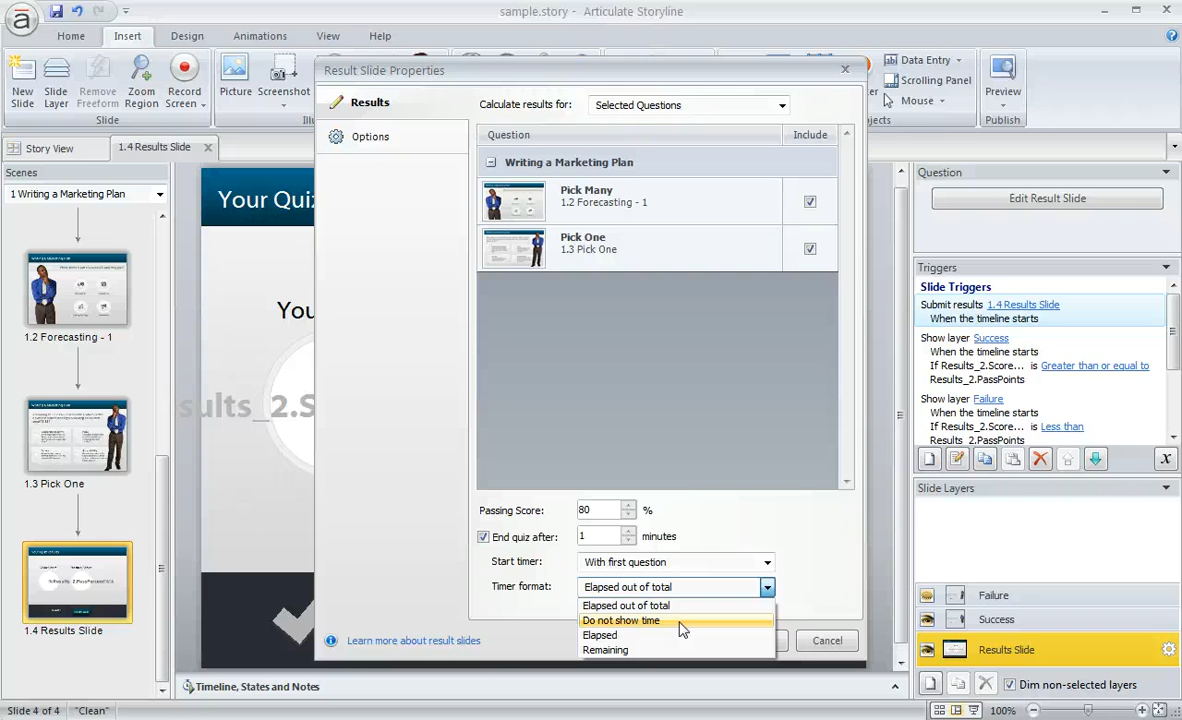 sample.story - Articulate Storyline
Home
Insert
Design
Animations
View
Help
New
Slide
Slide
Layer
Remove
Freeform
Zoom
Region
Record
Screen
Picture
Screenshot
Data Entry
Scrolling Panel
Mouse
Preview
Slide
Publish
Story View
1.4 Results Slide
Scenes
1 Writing a Marketing Plan
1.2 Forecasting - 1
1.3 Pick One
1.4 Results Slide
Your Quiz
You
sults_2.S
Result Slide Properties
Results
Options
Calculate results for:
Selected Questions
Question
Include
Writing a Marketing Plan
Pick Many
1.2 Forecasting - 1
Pick One
1.3 Pick One
Passing Score:
80
%
End quiz after:
1
minutes
Start timer:
With first question
Timer format:
Elapsed out of total
Elapsed out of total
Do not show time
Elapsed
Remaining
Learn more about result slides
Cancel
Question
Edit Result Slide
Triggers
Slide Triggers
Submit results 1.4 Results Slide
When the timeline starts
Show layer Success
When the timeline starts
If Results_2.Score... is Greater than or equal to
Results_2.PassPoints
Show layer Failure
When the timeline starts
If Results_2.Score... is Less than
Results_2.PassPoints
x
Slide Layers
Failure
Success
Results Slide
Dim non-selected layers
Timeline, States and Notes
Slide 4 of 4
"Clean"
100%